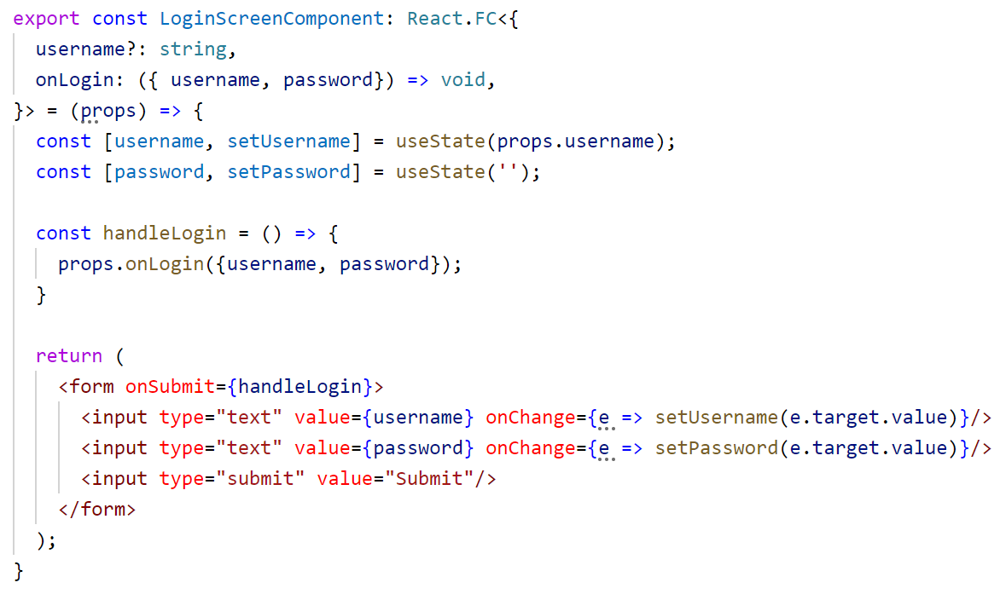 export const LoginScreenComponent: React.FC<{
  username?: string,
  onLogin: ({ username, password}) => void,
}> = (props) => {
  const [username, setUsername] = useState(props.username);
  const [password, setPassword] = useState('');

  const handleLogin = () => {
    props.onLogin({username, password});
  }

  return (
    <form onSubmit={handleLogin}>
      <input type="text" value={username} onChange={e => setUsername(e.target.value)}/>
      <input type="text" value={password} onChange={e => setPassword(e.target.value)}/>
      <input type="submit" value="Submit"/>
    </form>
  );
}